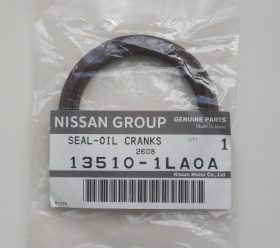 NISSAN GROUP
GENUINE PARTS
Made in Japan
SEAL-OIL CRANKS
QTY 1
2608
13510-1LA0A
Nissan Motor Co., Ltd.